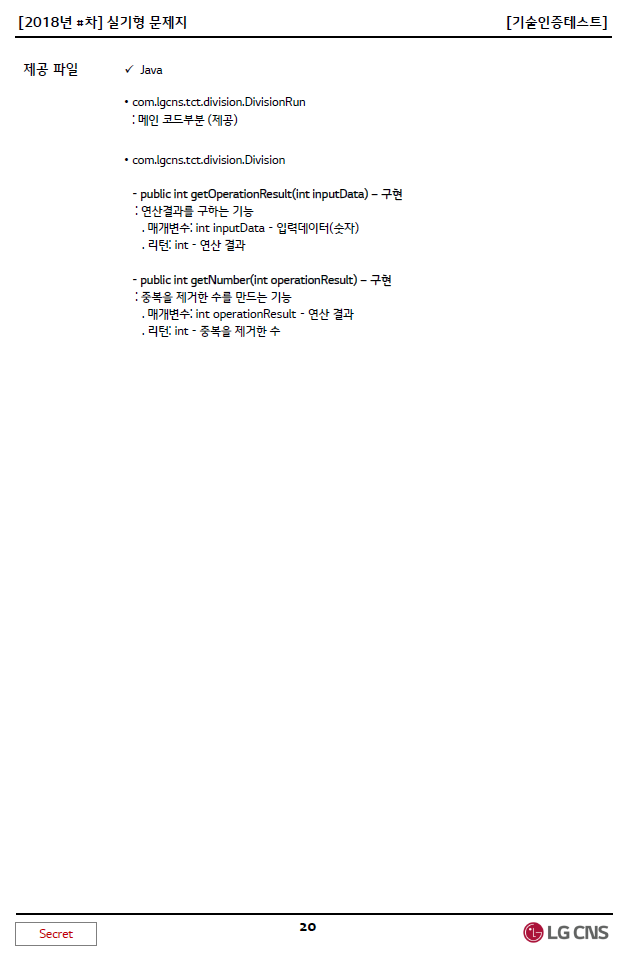 [2018년 #차] 실기형 문제지 [기술인증테스트]
제공 파일 ✓ Java
• com.lgcns.tct.division.DivisionRun
: 메인 코드부분 (제공)
• com.lgcns.tct.division.Division
- public int getOperationResult(int inputData) – 구현
: 연산결과를 구하는 기능
. 매개변수: int inputData - 입력데이터(숫자)
. 리턴: int - 연산 결과
- public int getNumber(int operationResult) – 구현
: 중복을 제거한 수를 만드는 기능
. 매개변수: int operationResult - 연산 결과
. 리턴: int - 중복을 제거한 수
Secret 20 LG CNS